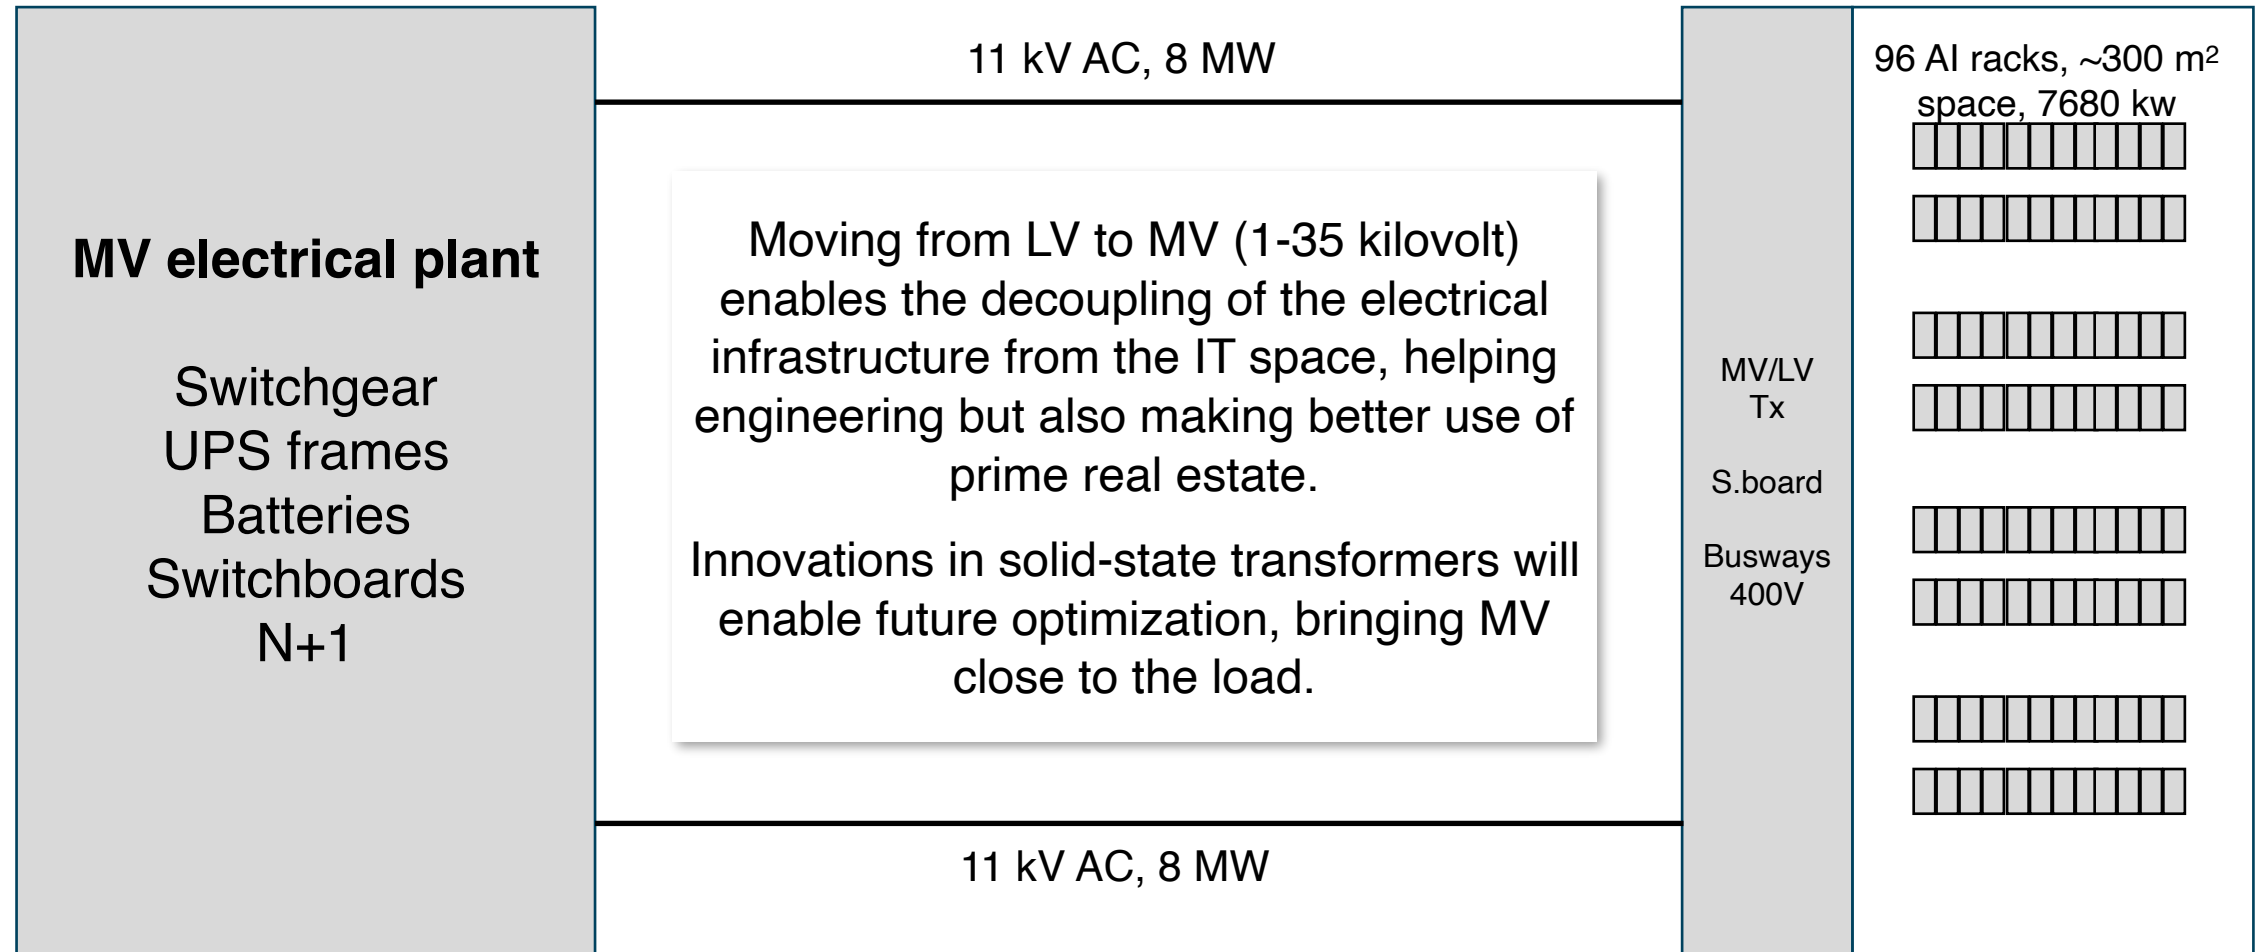 MV electrical plant
Switchgear
UPS frames
Batteries
Switchboards
N+1
11 kV AC, 8 MW
Moving from LV to MV (1-35 kilovolt)
enables the decoupling of the electrical
infrastructure from the IT space, helping
engineering but also making better use of
prime real estate.
Innovations in solid-state transformers will
enable future optimization, bringing MV
close to the load.
11 kV AC, 8 MW
MV/LV
Tx
S.board
Busways
400V
96 AI racks, ~300 m²
space, 7680 kw